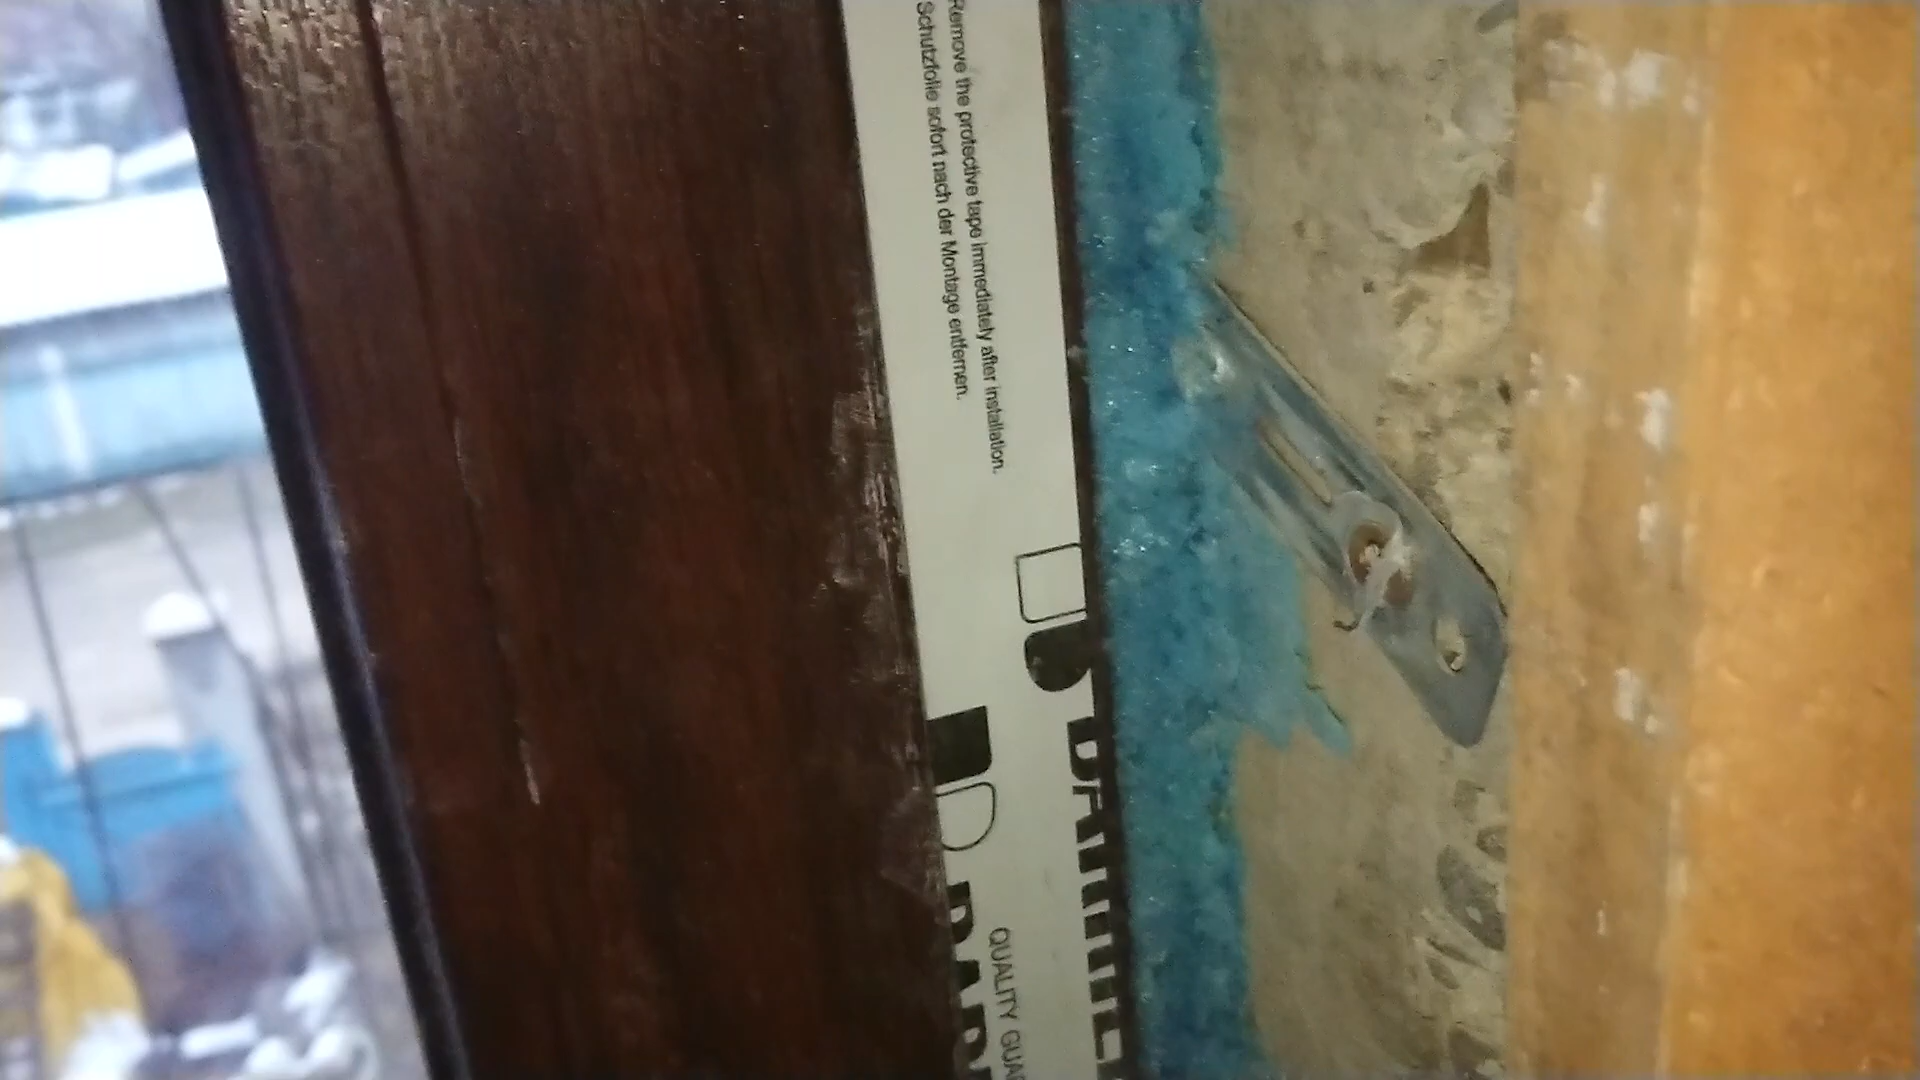 Remove the protective tape immediately after installation.
Schutzfolie sofort nach der Montage entfernen.
QUALITY